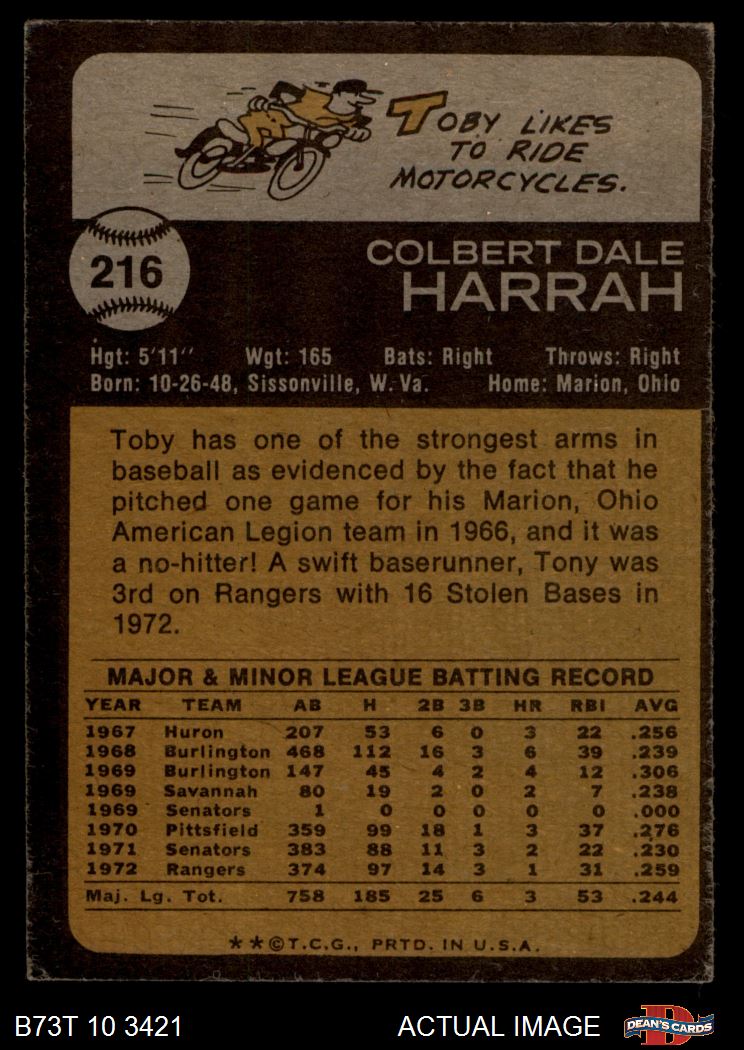 TOBY LIKES
TO RIDE
MOTORCYCLES.
216
COLBERT DALE
HARRAH
Hgt: 5'11" Wgt: 165 Bats: Right Throws: Right
Born: 10-26-48, Sissonville, W. Va. Home: Marion, Ohio
Toby has one of the strongest arms in
baseball as evidenced by the fact that he
pitched one game for his Marion, Ohio
American Legion team in 1966, and it was
a no-hitter! A swift baserunner, Tony was
3rd on Rangers with 16 Stolen Bases in
1972.
MAJOR & MINOR LEAGUE BATTING RECORD
YEAR TEAM AB H 2B 3B HR RBI AVG
1967 Huron 207 53 6 0 3 22 .256
1968 Burlington 468 112 16 3 6 39 .239
1969 Burlington 147 45 4 2 4 12 .306
1969 Savannah 80 19 2 0 2 7 .238
1969 Senators 1 0 0 0 0 0 .000
1970 Pittsfield 359 99 18 1 3 37 .276
1971 Senators 383 88 11 3 2 22 .230
1972 Rangers 374 97 14 3 1 31 .259
Maj. Lg. Tot. 758 185 25 6 3 53 .244
**©T.C.G., PRTD. IN U.S.A.
B73T 10 3421 ACTUAL IMAGE DEAN'S CARDS